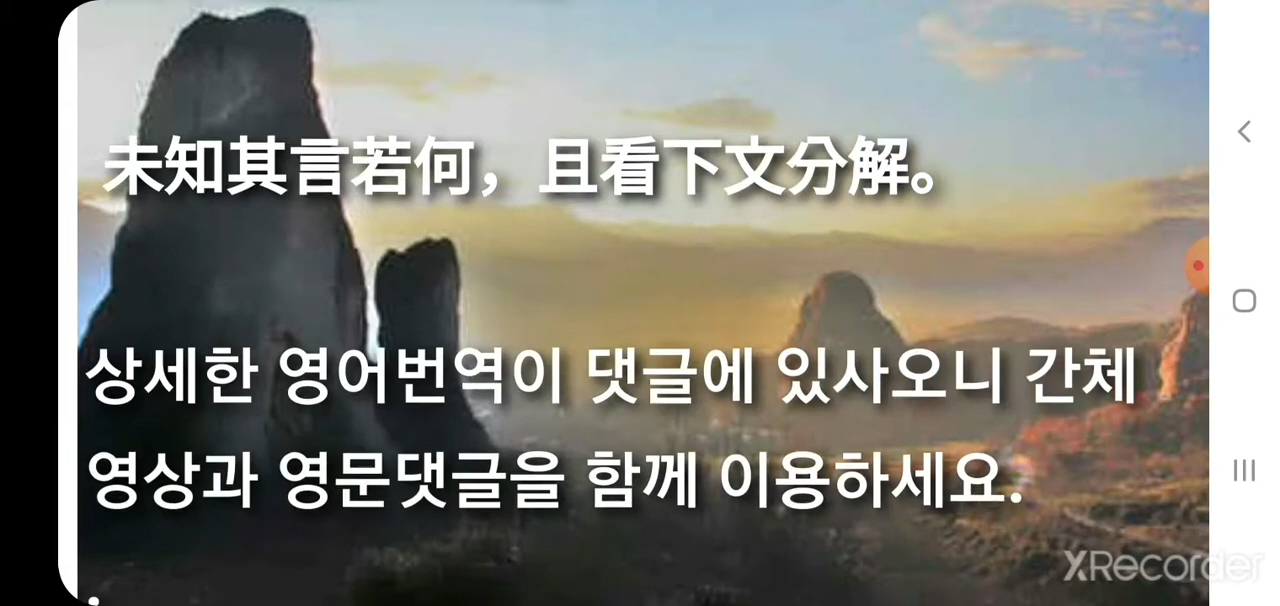 未知其言若何，且看下文分解。
상세한 영어번역이 댓글에 있사오니 간체
영상과 영문댓글을 함께 이용하세요.
XRecorder